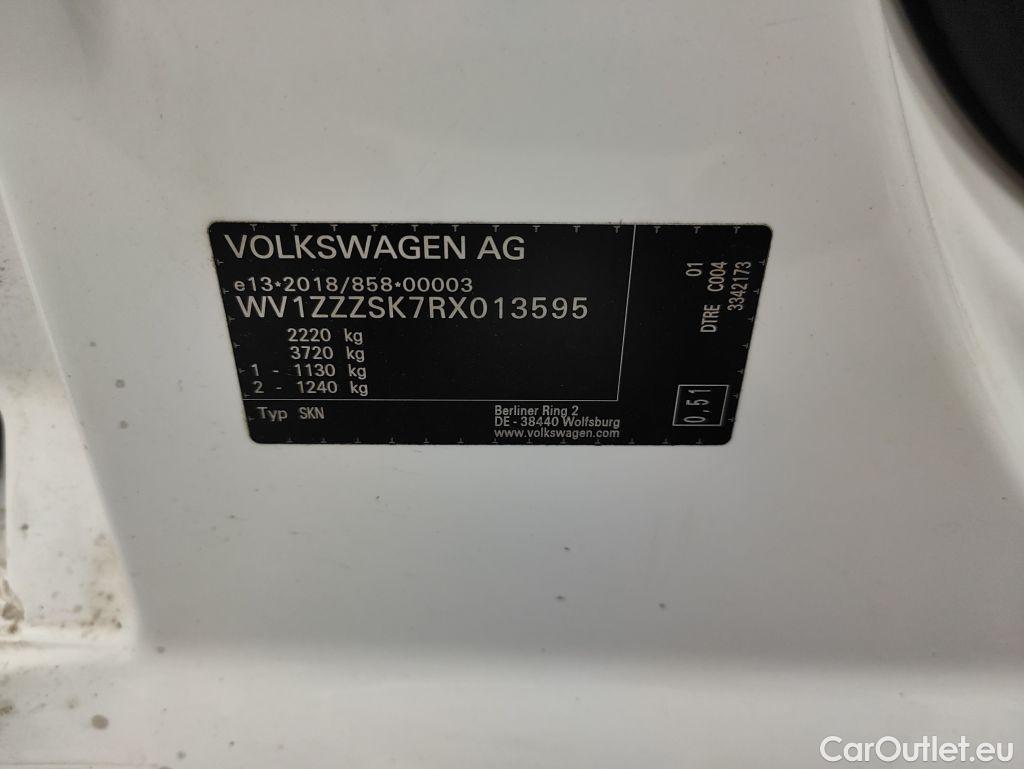 VOLKSWAGEN AG
e13*2018/858*00003
WV1ZZZSK7RX013595
2220 kg
3720 kg
1 - 1130 kg
2 - 1240 kg
Typ SKN
Berliner Ring 2
DE - 38440 Wolfsburg
www.volkswagen.com
01
DTRE C004
3342173
0,51
CarOutlet.eu